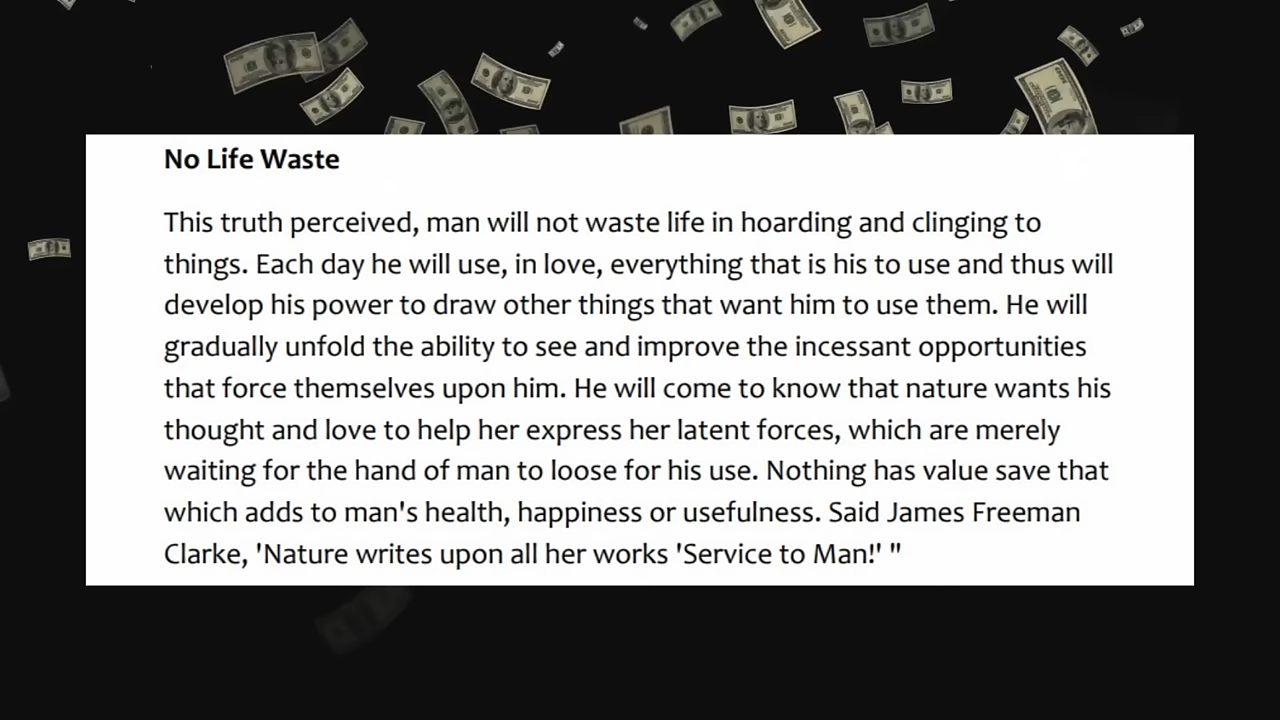 No Life Waste
This truth perceived, man will not waste life in hoarding and clinging to
things. Each day he will use, in love, everything that is his to use and thus will
develop his power to draw other things that want him to use them. He will
gradually unfold the ability to see and improve the incessant opportunities
that force themselves upon him. He will come to know that nature wants his
thought and love to help her express her latent forces, which are merely
waiting for the hand of man to loose for his use. Nothing has value save that
which adds to man's health, happiness or usefulness. Said James Freeman
Clarke, 'Nature writes upon all her works 'Service to Man!' "